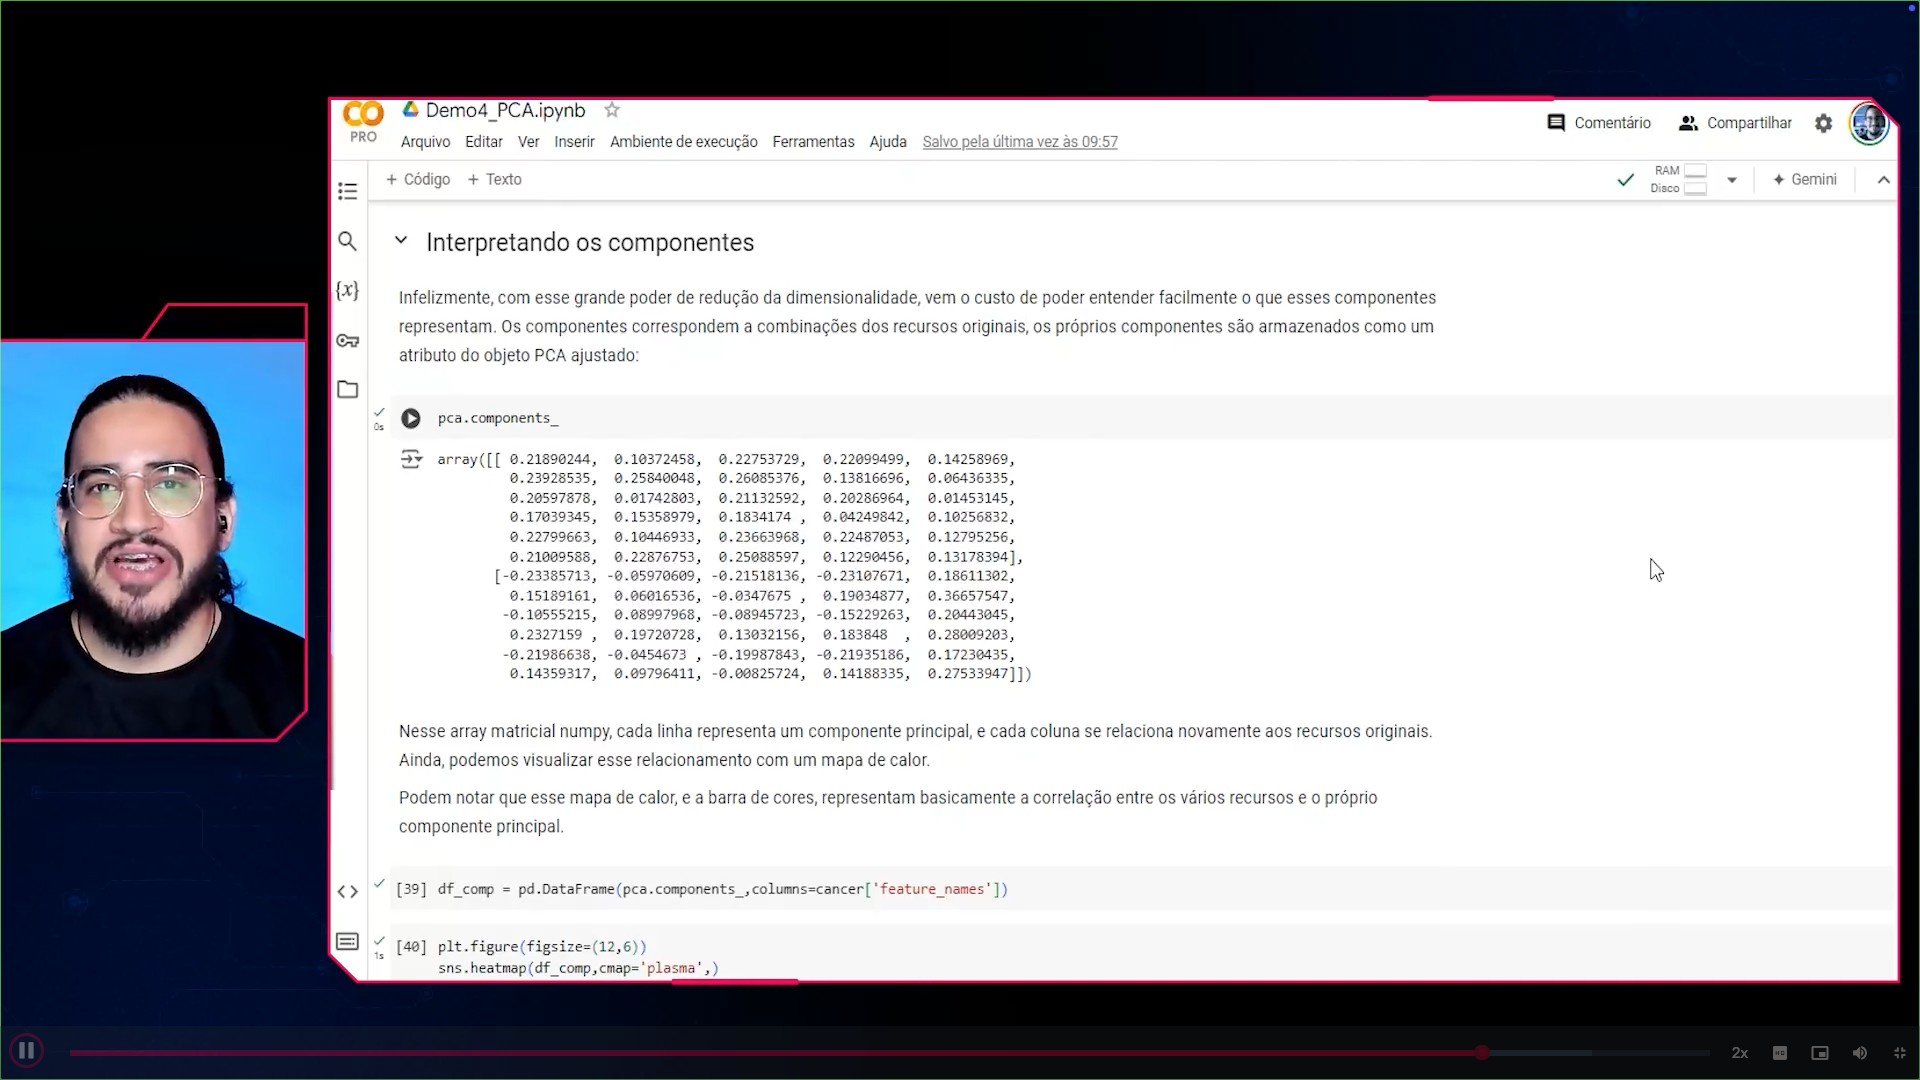 CO
PRO
Demo4_PCA.ipynb
Arquivo Editar Ver Inserir Ambiente de execução Ferramentas Ajuda Salvo pela última vez às 09:57
Comentário Compartilhar
+ Código + Texto
RAM
Disco
Gemini
Interpretando os componentes
{x}
Infelizmente, com esse grande poder de redução da dimensionalidade, vem o custo de poder entender facilmente o que esses componentes
representam. Os componentes correspondem a combinações dos recursos originais, os próprios componentes são armazenados como um
atributo do objeto PCA ajustado:
0s
pca.components_
array([[ 0.21890244, 0.10372458, 0.22753729, 0.22099499, 0.14258969,
0.23928535, 0.25840048, 0.26085376, 0.13816696, 0.06436335,
0.20597878, 0.01742803, 0.21132592, 0.20286964, 0.01453145,
0.17039345, 0.15358979, 0.1834174 , 0.04249842, 0.10256832,
0.22799663, 0.10446933, 0.23663968, 0.22487053, 0.12795256,
0.21009588, 0.22876753, 0.25088597, 0.12290456, 0.13178394],
[-0.23385713, -0.05970609, -0.21518136, -0.23107671, 0.18611302,
0.15189161, 0.06016536, -0.0347675 , 0.19034877, 0.36657547,
-0.10555215, 0.08997968, -0.08945723, -0.15229263, 0.20443045,
0.2327159 , 0.19720728, 0.13032156, 0.183848 , 0.28009203,
-0.21986638, -0.0454673 , -0.19987843, -0.21935186, 0.17230435,
0.14359317, 0.09796411, -0.00825724, 0.14188335, 0.27533947]])
Nesse array matricial numpy, cada linha representa um componente principal, e cada coluna se relaciona novamente aos recursos originais.
Ainda, podemos visualizar esse relacionamento com um mapa de calor.
Podem notar que esse mapa de calor, e a barra de cores, representam basicamente a correlação entre os vários recursos e o próprio
componente principal.
[39] df_comp = pd.DataFrame(pca.components_,columns=cancer['feature_names'])
1s
[40] plt.figure(figsize=(12,6))
sns.heatmap(df_comp,cmap='plasma',)
2x